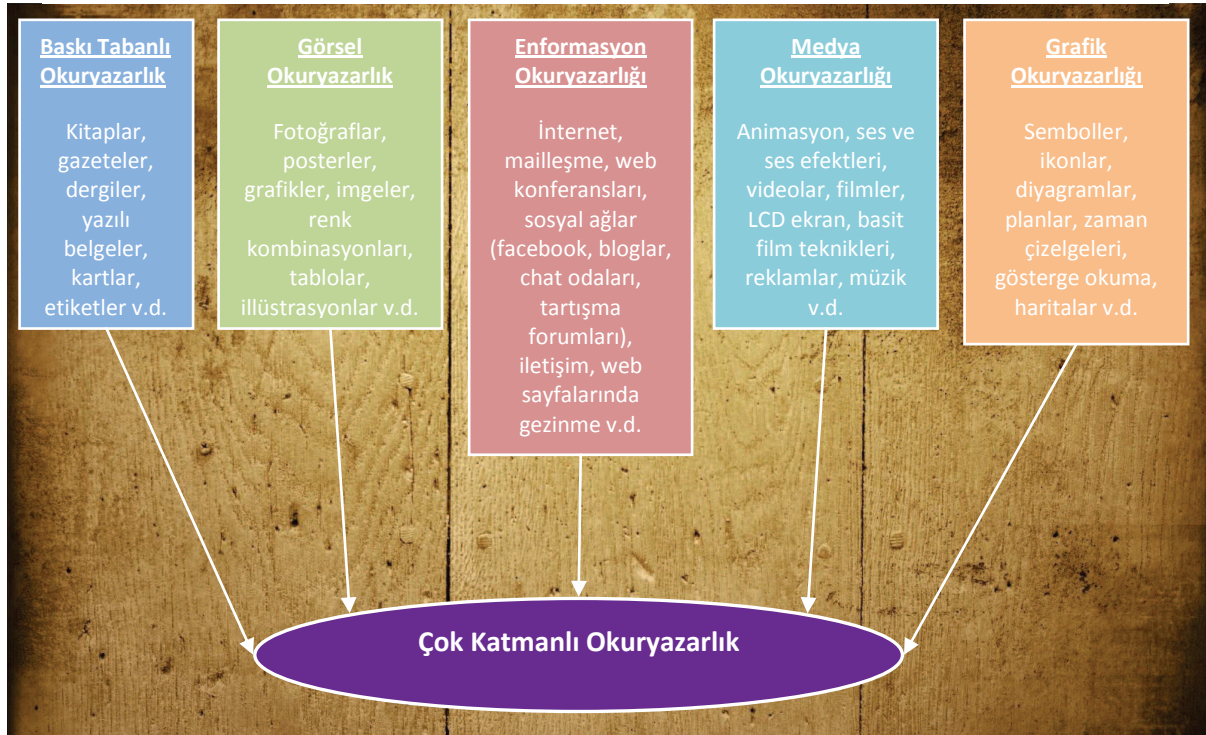 Baskı Tabanlı
Okuryazarlık
Kitaplar,
gazeteler,
dergiler,
yazılı
belgeler,
kartlar,
etiketler v.d.
Görsel
Okuryazarlık
Fotoğraflar,
posterler,
grafikler, imgeler,
renk
kombinasyonları,
tablolar,
illüstrasyonlar v.d.
Enformasyon
Okuryazarlığı
İnternet,
mailleşme, web
konferansları,
sosyal ağlar
(facebook, bloglar,
chat odaları,
tartışma
forumları),
iletişim, web
sayfalarında
gezinme v.d.
Medya
Okuryazarlığı
Animasyon, ses ve
ses efektleri,
videolar, filmler,
LCD ekran, basit
film teknikleri,
reklamlar, müzik
v.d.
Grafik
Okuryazarlığı
Semboller,
ikonlar,
diyagramlar,
planlar, zaman
çizelgeleri,
gösterge okuma,
haritalar v.d.
Çok Katmanlı Okuryazarlık